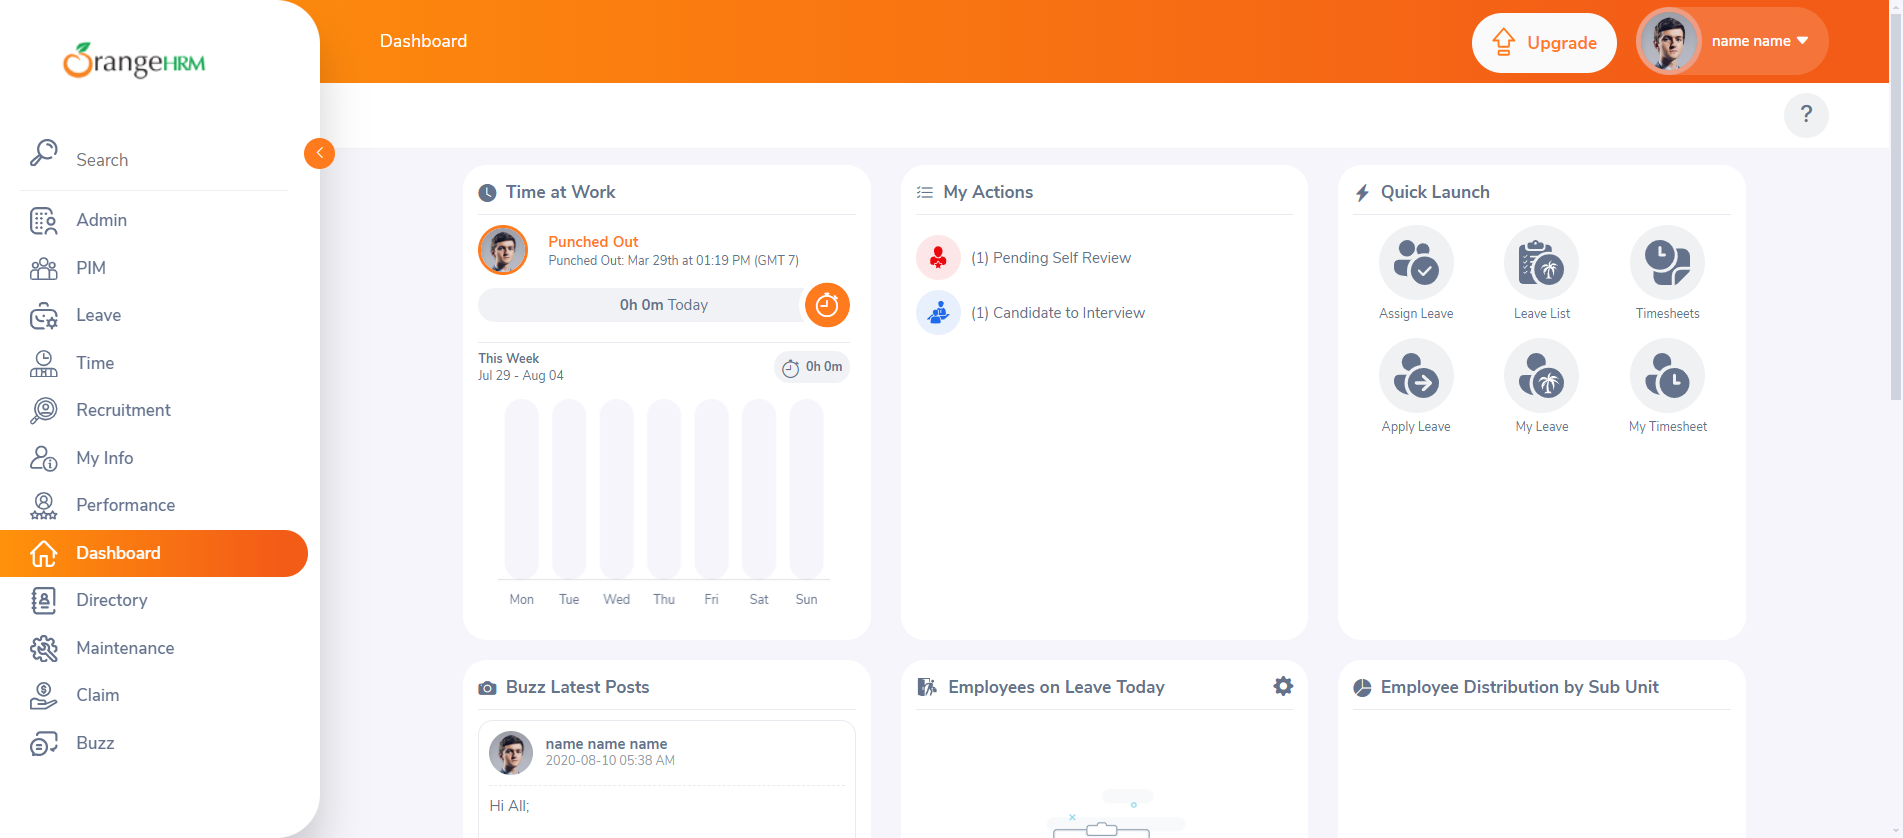 OrangeHRM
Dashboard
Upgrade
name name
?
Search
Admin
PIM
Leave
Time
Recruitment
My Info
Performance
Dashboard
Directory
Maintenance
Claim
Buzz
Time at Work
Punched Out
Punched Out: Mar 29th at 01:19 PM (GMT 7)
0h 0m Today
This Week
Jul 29 - Aug 04
0h 0m
Mon Tue Wed Thu Fri Sat Sun
My Actions
(1) Pending Self Review
(1) Candidate to Interview
Quick Launch
Assign Leave
Leave List
Timesheets
Apply Leave
My Leave
My Timesheet
Buzz Latest Posts
name name name
2020-08-10 05:38 AM
Hi All;
Employees on Leave Today
Employee Distribution by Sub Unit